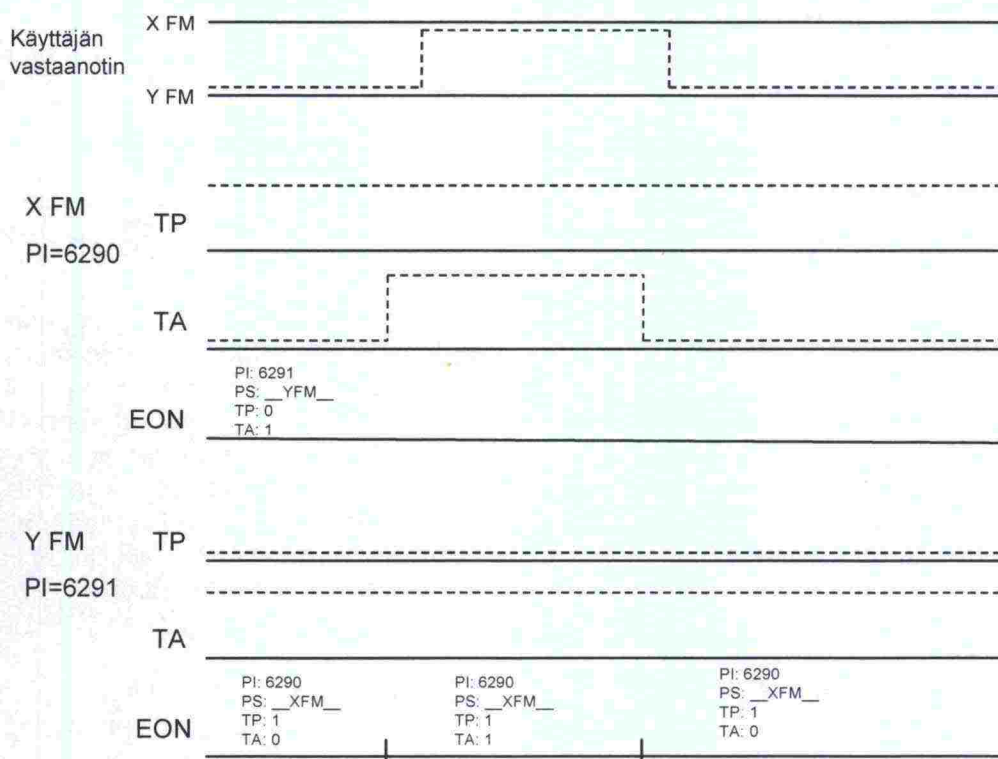 X FM
Käyttäjän
vastaanotin
Y FM
X FM
TP
PI=6290
TA
PI: 6291
PS: __YFM__
TP: 0
TA: 1
EON
Y FM
TP
PI=6291
TA
PI: 6290
PS: __XFM__
TP: 1
TA: 0
PI: 6290
PS: __XFM__
TP: 1
TA: 1
PI: 6290
PS: __XFM__
TP: 1
TA: 0
EON